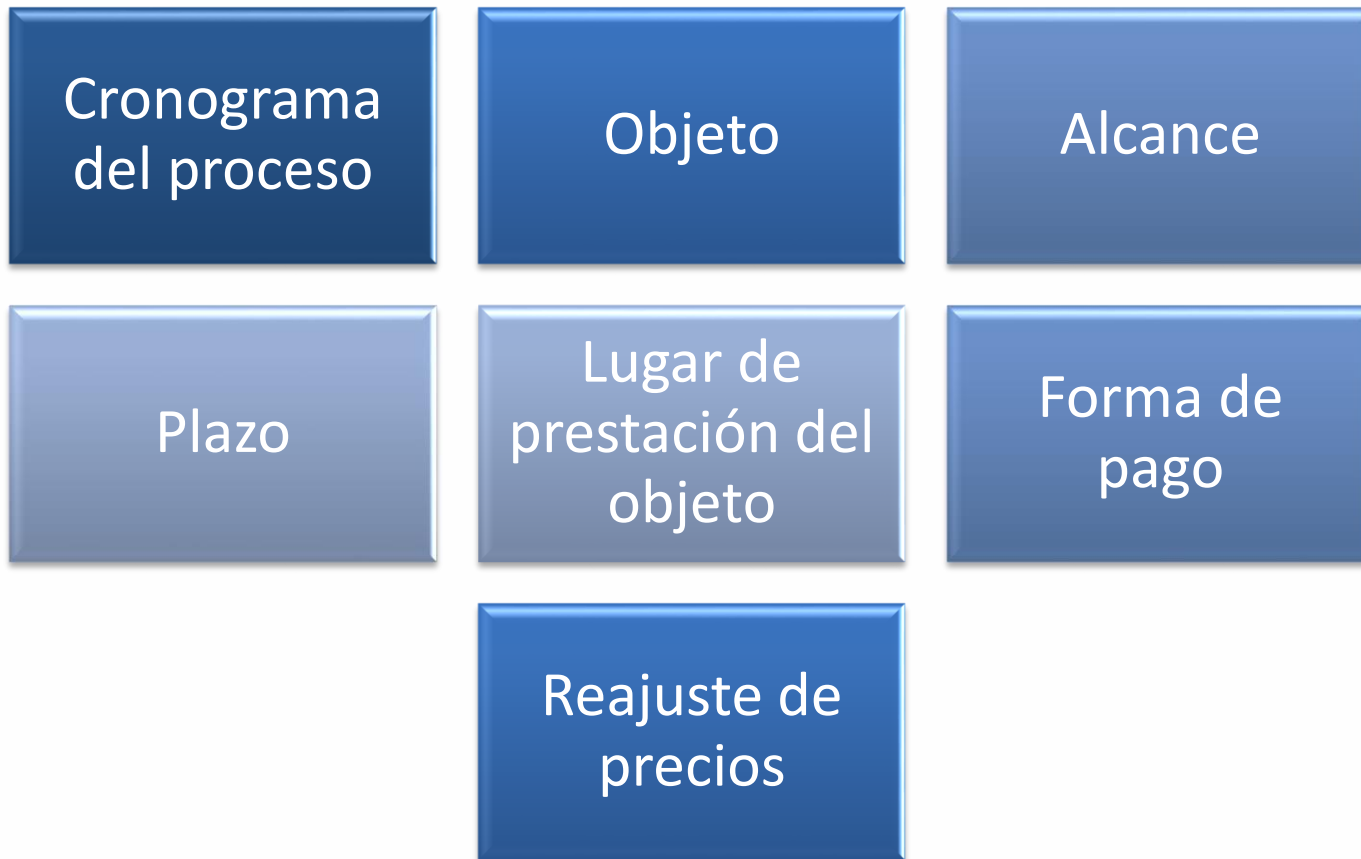 Cronograma
del proceso
Objeto
Alcance
Plazo
Lugar de
prestación del
objeto
Forma de
pago
Reajuste de
precios